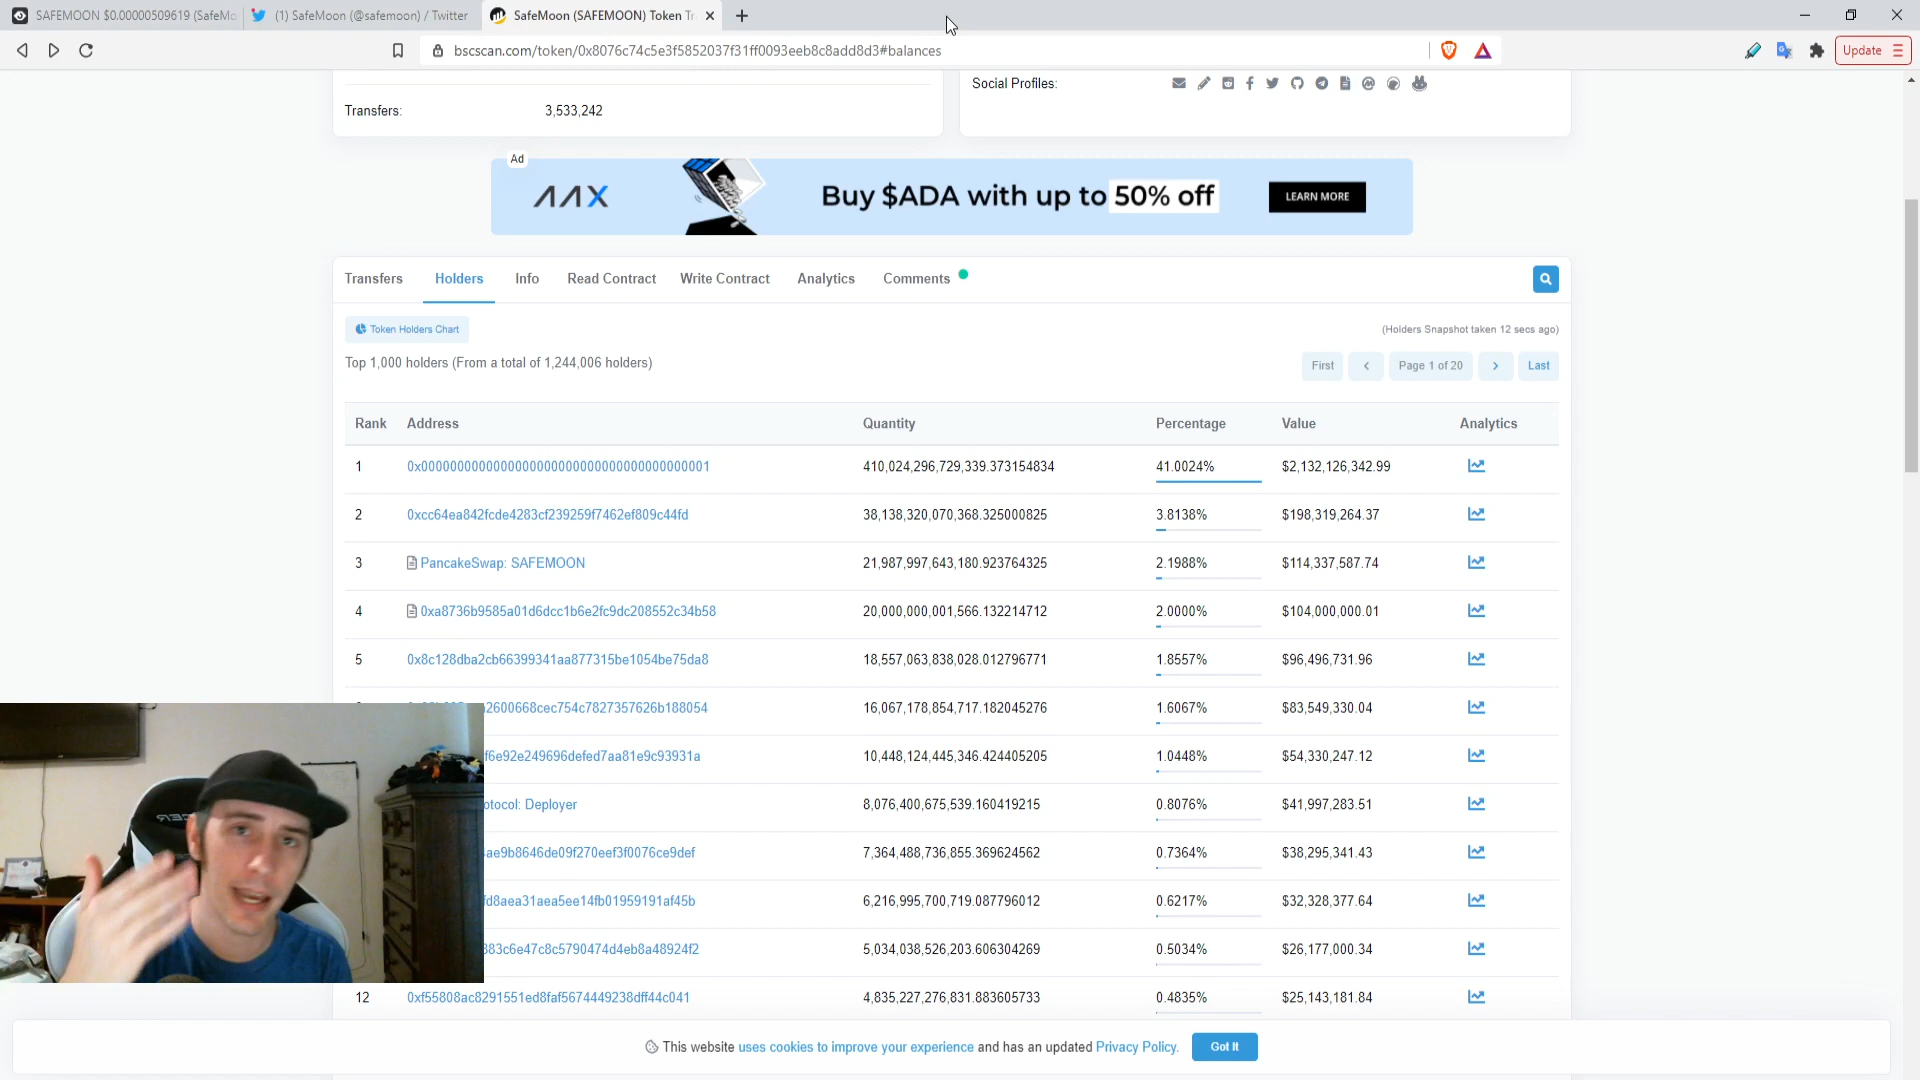 SAFEMOON $0.00000509619 (SafeMo
(1) SafeMoon (@safemoon) / Twitter
SafeMoon (SAFEMOON) Token Tr
bscscan.com/token/0x8076c74c5e3f5852037f31ff0093eeb8c8add8d3#balances
Update
Social Profiles:
Transfers: 3,533,242
Ad
AAX
Buy $ADA with up to 50% off
LEARN MORE
Transfers Holders Info Read Contract Write Contract Analytics Comments
Token Holders Chart
(Holders Snapshot taken 12 secs ago)
Top 1,000 holders (From a total of 1,244,006 holders)
First Page 1 of 20 Last
Rank Address Quantity Percentage Value Analytics
1 0x0000000000000000000000000000000000000001 410,024,296,729,339.373154834 41.0024% $2,132,126,342.99
2 0xcc64ea842fcde4283cf239259f7462ef809c44fd 38,138,320,070,368.325000825 3.8138% $198,319,264.37
3 PancakeSwap: SAFEMOON 21,987,997,643,180.923764325 2.1988% $114,337,587.74
4 0xa8736b9585a01d6dcc1b6e2fc9dc208552c34b58 20,000,000,001,566.132214712 2.0000% $104,000,000.01
5 0x8c128dba2cb66399341aa877315be1054be75da8 18,557,063,838,028.012796771 1.8557% $96,496,731.96
2600668cec754c7827357626b188054 16,067,178,854,717.182045276 1.6067% $83,549,330.04
f6e92e249696defed7aa81e9c93931a 10,448,124,445,346.424405205 1.0448% $54,330,247.12
otocol: Deployer 8,076,400,675,539.160419215 0.8076% $41,997,283.51
ae9b8646de09f270eef3f0076ce9def 7,364,488,736,855.369624562 0.7364% $38,295,341.43
fd8aea31aea5ee14fb01959191af45b 6,216,995,700,719.087796012 0.6217% $32,328,377.64
383c6e47c8c5790474d4eb8a48924f2 5,034,038,526,203.606304269 0.5034% $26,177,000.34
12 0xf55808ac8291551ed8faf5674449238dff44c041 4,835,227,276,831.883605733 0.4835% $25,143,181.84
This website uses cookies to improve your experience and has an updated Privacy Policy.
Got It